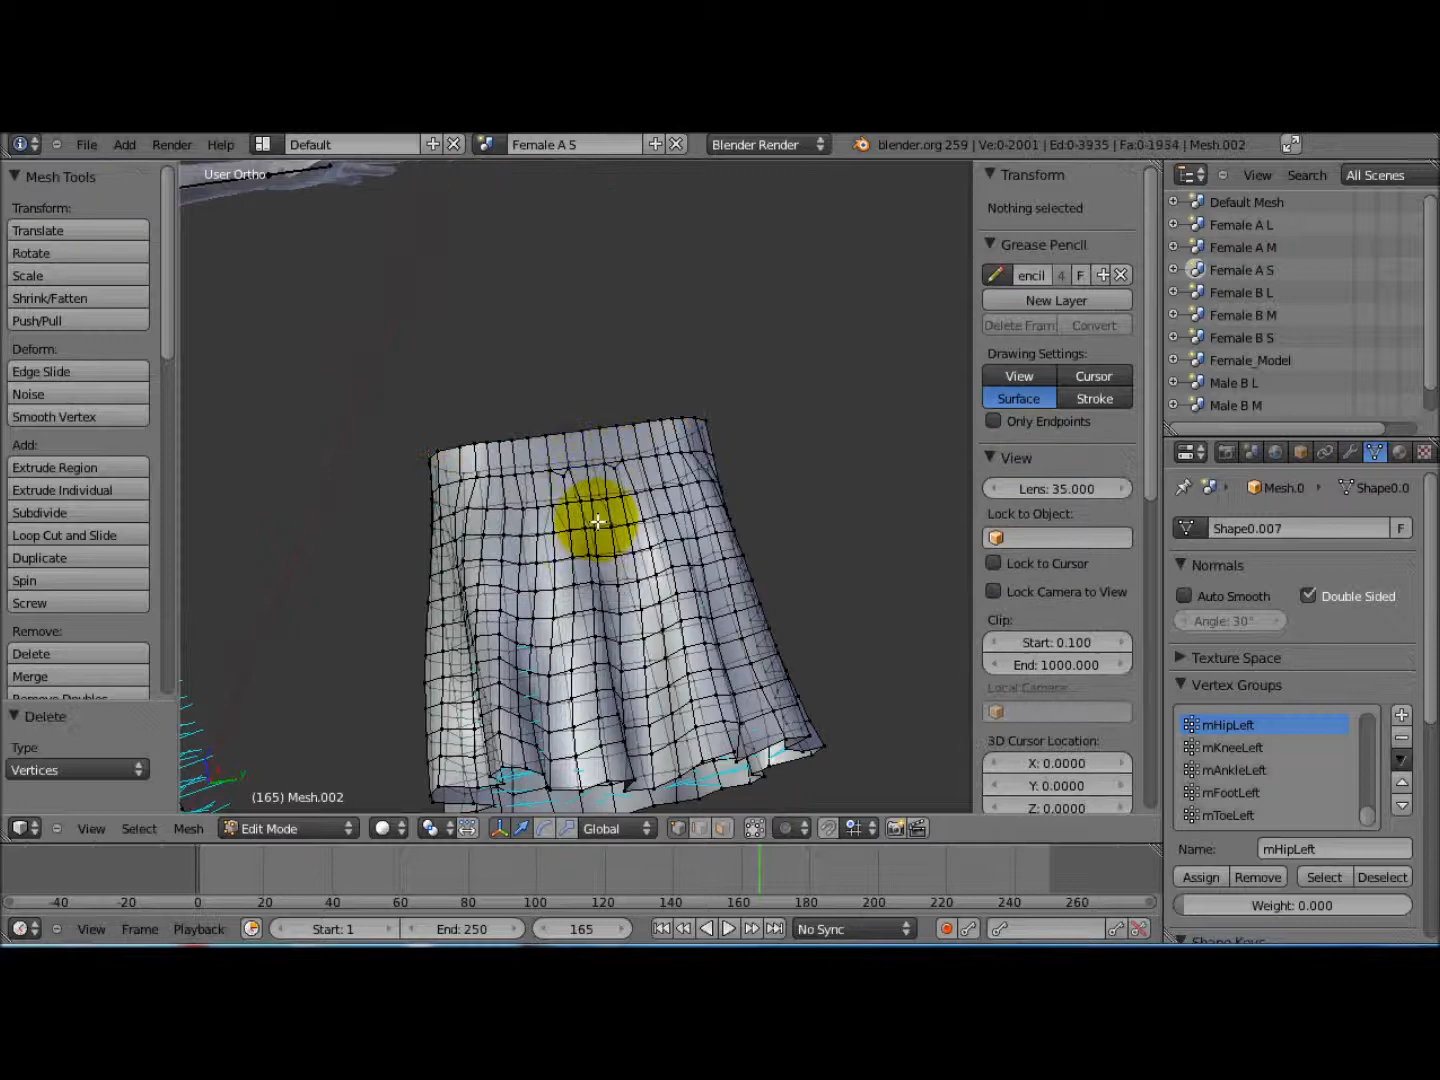 File Add Render Help Default Female A S Blender Render blender.org 259 | Ve:0-2001 | Ed:0-3935 | Fa:0-1934 | Mesh.002
Mesh Tools
Transform:
Translate
Rotate
Scale
Shrink/Fatten
Push/Pull
Deform:
Edge Slide
Noise
Smooth Vertex
Add:
Extrude Region
Extrude Individual
Subdivide
Loop Cut and Slide
Duplicate
Spin
Screw
Remove:
Delete
Merge
Remove Doubles
Delete
Type
Vertices
User Ortho
(165) Mesh.002
View Select Mesh Edit Mode Global
Transform
Nothing selected
Grease Pencil
encil 4 F
New Layer
Delete Fram Convert
Drawing Settings:
View Cursor
Surface Stroke
Only Endpoints
View
Lens: 35.000
Lock to Object:
Lock to Cursor
Lock Camera to View
Clip:
Start: 0.100
End: 1000.000
Local Camera:
3D Cursor Location:
X: 0.0000
Y: 0.0000
Z: 0.0000
View Search All Scenes
Default Mesh
Female A L
Female A M
Female A S
Female B L
Female B M
Female B S
Female_Model
Male B L
Male B M
Mesh.0 Shape0.0
Shape0.007 F
Normals
Auto Smooth Double Sided
Angle: 30°
Texture Space
Vertex Groups
mHipLeft
mKneeLeft
mAnkleLeft
mFootLeft
mToeLeft
Name: mHipLeft
Assign Remove Select Deselect
Weight: 0.000
Shape Keys
-40 -20 0 20 40 60 80 100 120 140 160 180 200 220 240 260
View Frame Playback Start: 1 End: 250 165 No Sync